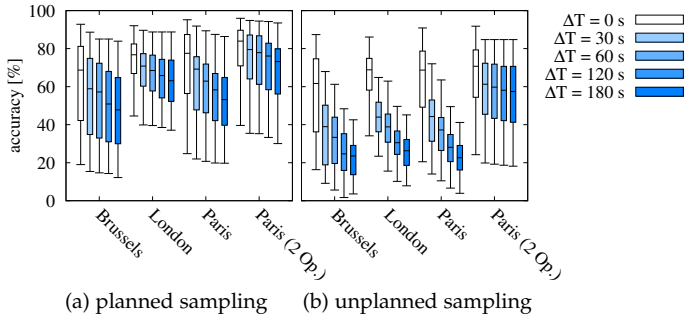 accuracy [%]
100
80
60
40
20
0
Brussels
London
Paris
Paris (2 Op.)
(a) planned sampling
Brussels
London
Paris
Paris (2 Op.)
(b) unplanned sampling
ΔT = 0 s
ΔT = 30 s
ΔT = 60 s
ΔT = 120 s
ΔT = 180 s